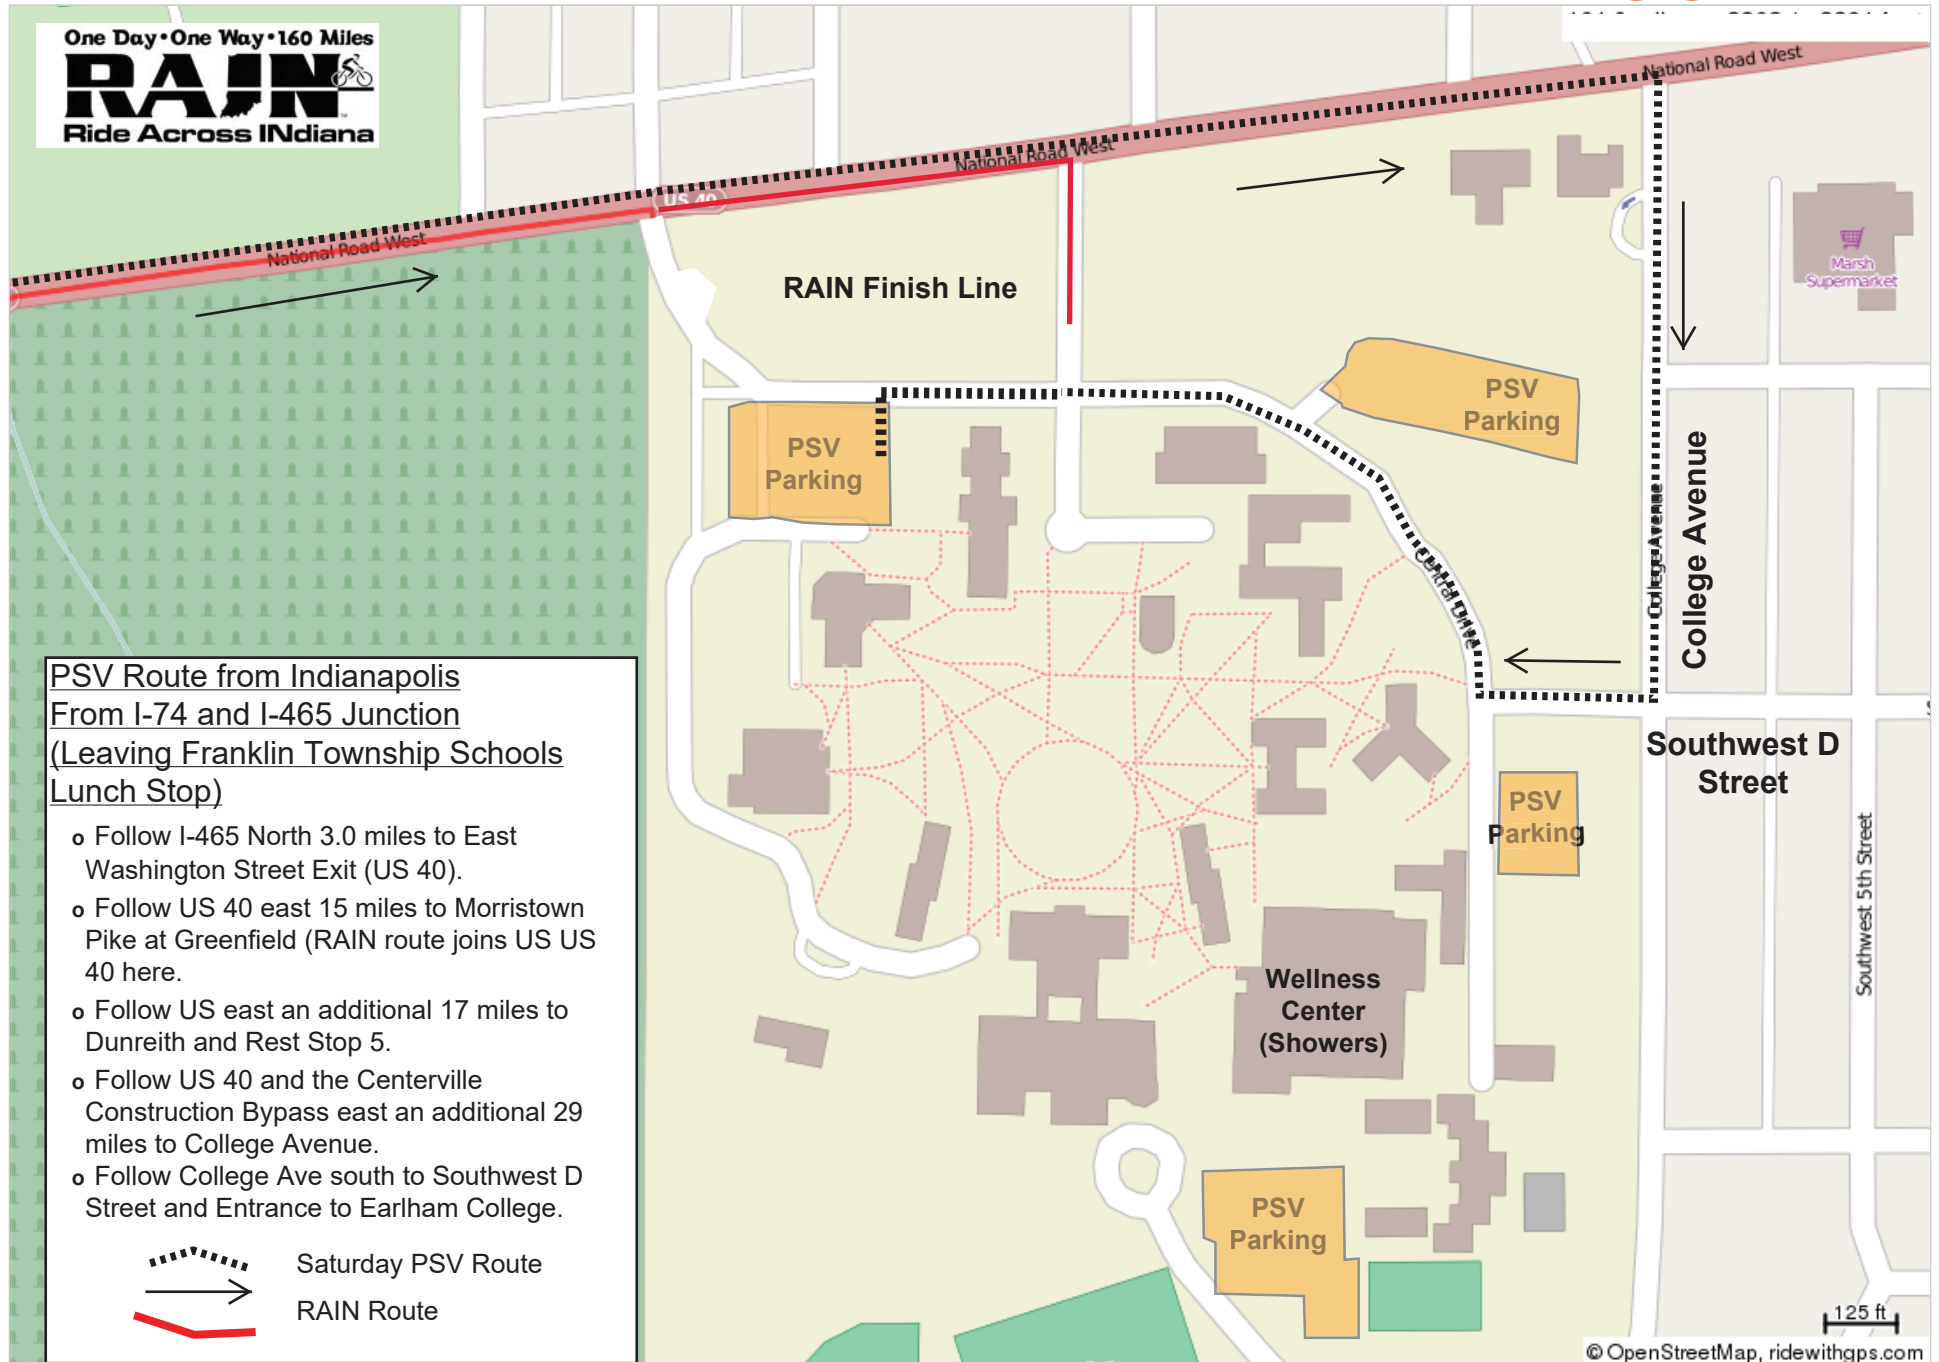 One Day•One Way•160 Miles
RAIN
Ride Across INdiana
National Road West
National Road West
US 40
National Road West
RAIN Finish Line
Marsh
Supermarket
PSV
Parking
PSV
Parking
College Avenue
College Avenue
Central Drive
Southwest D
Street
PSV
Parking
Southwest 5th Street
Wellness
Center
(Showers)
PSV
Parking
PSV Route from Indianapolis
From I-74 and I-465 Junction
(Leaving Franklin Township Schools
Lunch Stop)
o Follow I-465 North 3.0 miles to East
Washington Street Exit (US 40).
o Follow US 40 east 15 miles to Morristown
Pike at Greenfield (RAIN route joins US US
40 here.
o Follow US east an additional 17 miles to
Dunreith and Rest Stop 5.
o Follow US 40 and the Centerville
Construction Bypass east an additional 29
miles to College Avenue.
o Follow College Ave south to Southwest D
Street and Entrance to Earlham College.
Saturday PSV Route
RAIN Route
125 ft
© OpenStreetMap, ridewithgps.com